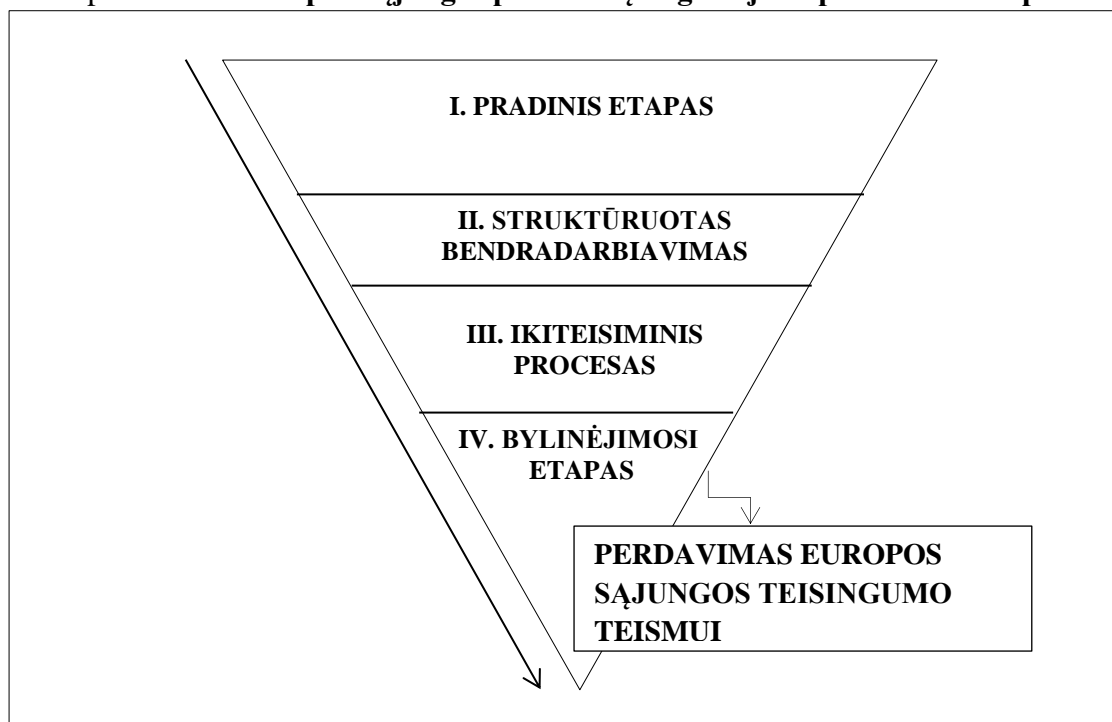 I. PRADINIS ETAPAS
II. STRUKTŪRUOTAS
BENDRADARBIAVIMAS
III. IKITEISIMINIS
PROCESAS
IV. BYLINĖJIMOSI
ETAPAS
PERDAVIMAS EUROPOS
SĄJUNGOS TEISINGUMO
TEISMUI